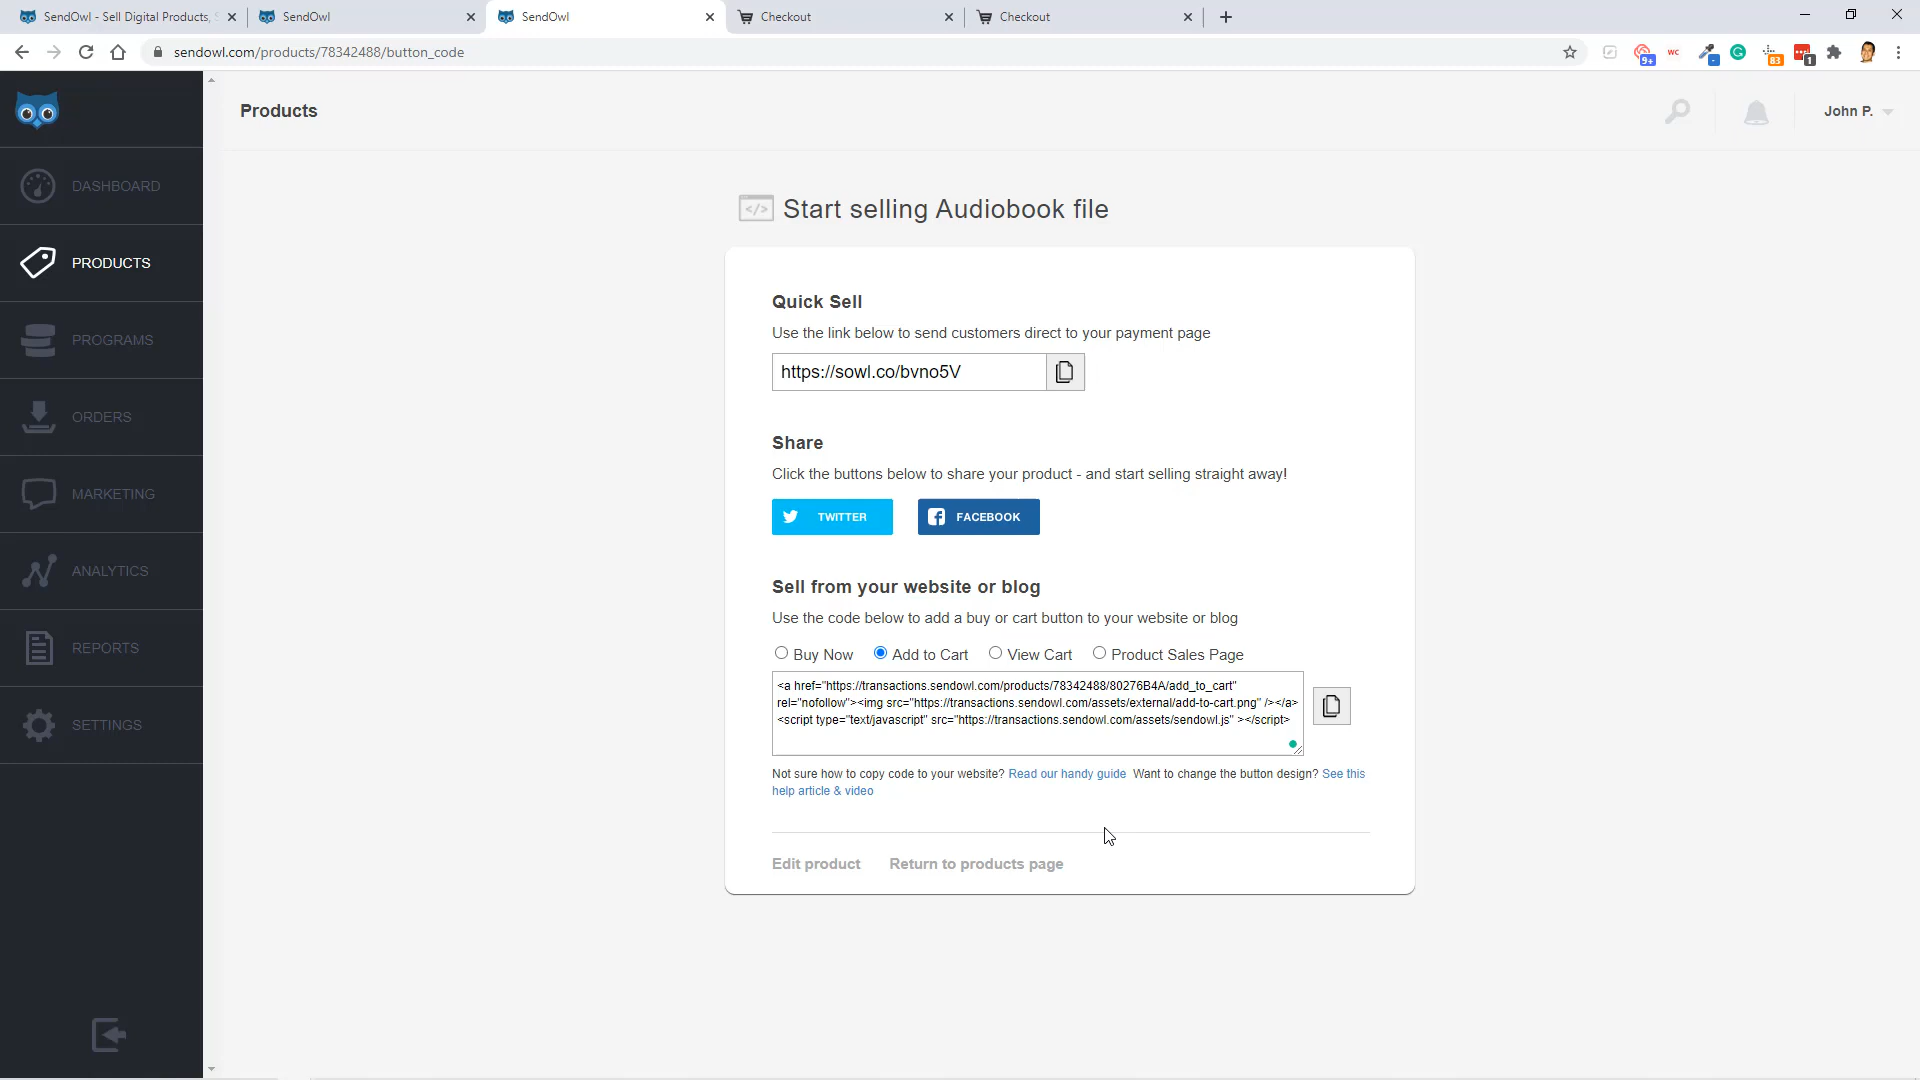 SendOwl - Sell Digital Products, S
SendOwl
SendOwl
Checkout
Checkout
sendowl.com/products/78342488/button_code
9+
WC
-
83
1
Products
John P.
DASHBOARD
PRODUCTS
PROGRAMS
ORDERS
MARKETING
ANALYTICS
REPORTS
SETTINGS
</> Start selling Audiobook file
Quick Sell
Use the link below to send customers direct to your payment page
https://sowl.co/bvno5V
Share
Click the buttons below to share your product - and start selling straight away!
TWITTER
FACEBOOK
Sell from your website or blog
Use the code below to add a buy or cart button to your website or blog
Buy Now Add to Cart View Cart Product Sales Page
<a href="https://transactions.sendowl.com/products/78342488/80276B4A/add_to_cart"
rel="nofollow"><img src="https://transactions.sendowl.com/assets/external/add-to-cart.png" /></a>
<script type="text/javascript" src="https://transactions.sendowl.com/assets/sendowl.js" ></script>
Not sure how to copy code to your website? Read our handy guide Want to change the button design? See this
help article & video
Edit product Return to products page